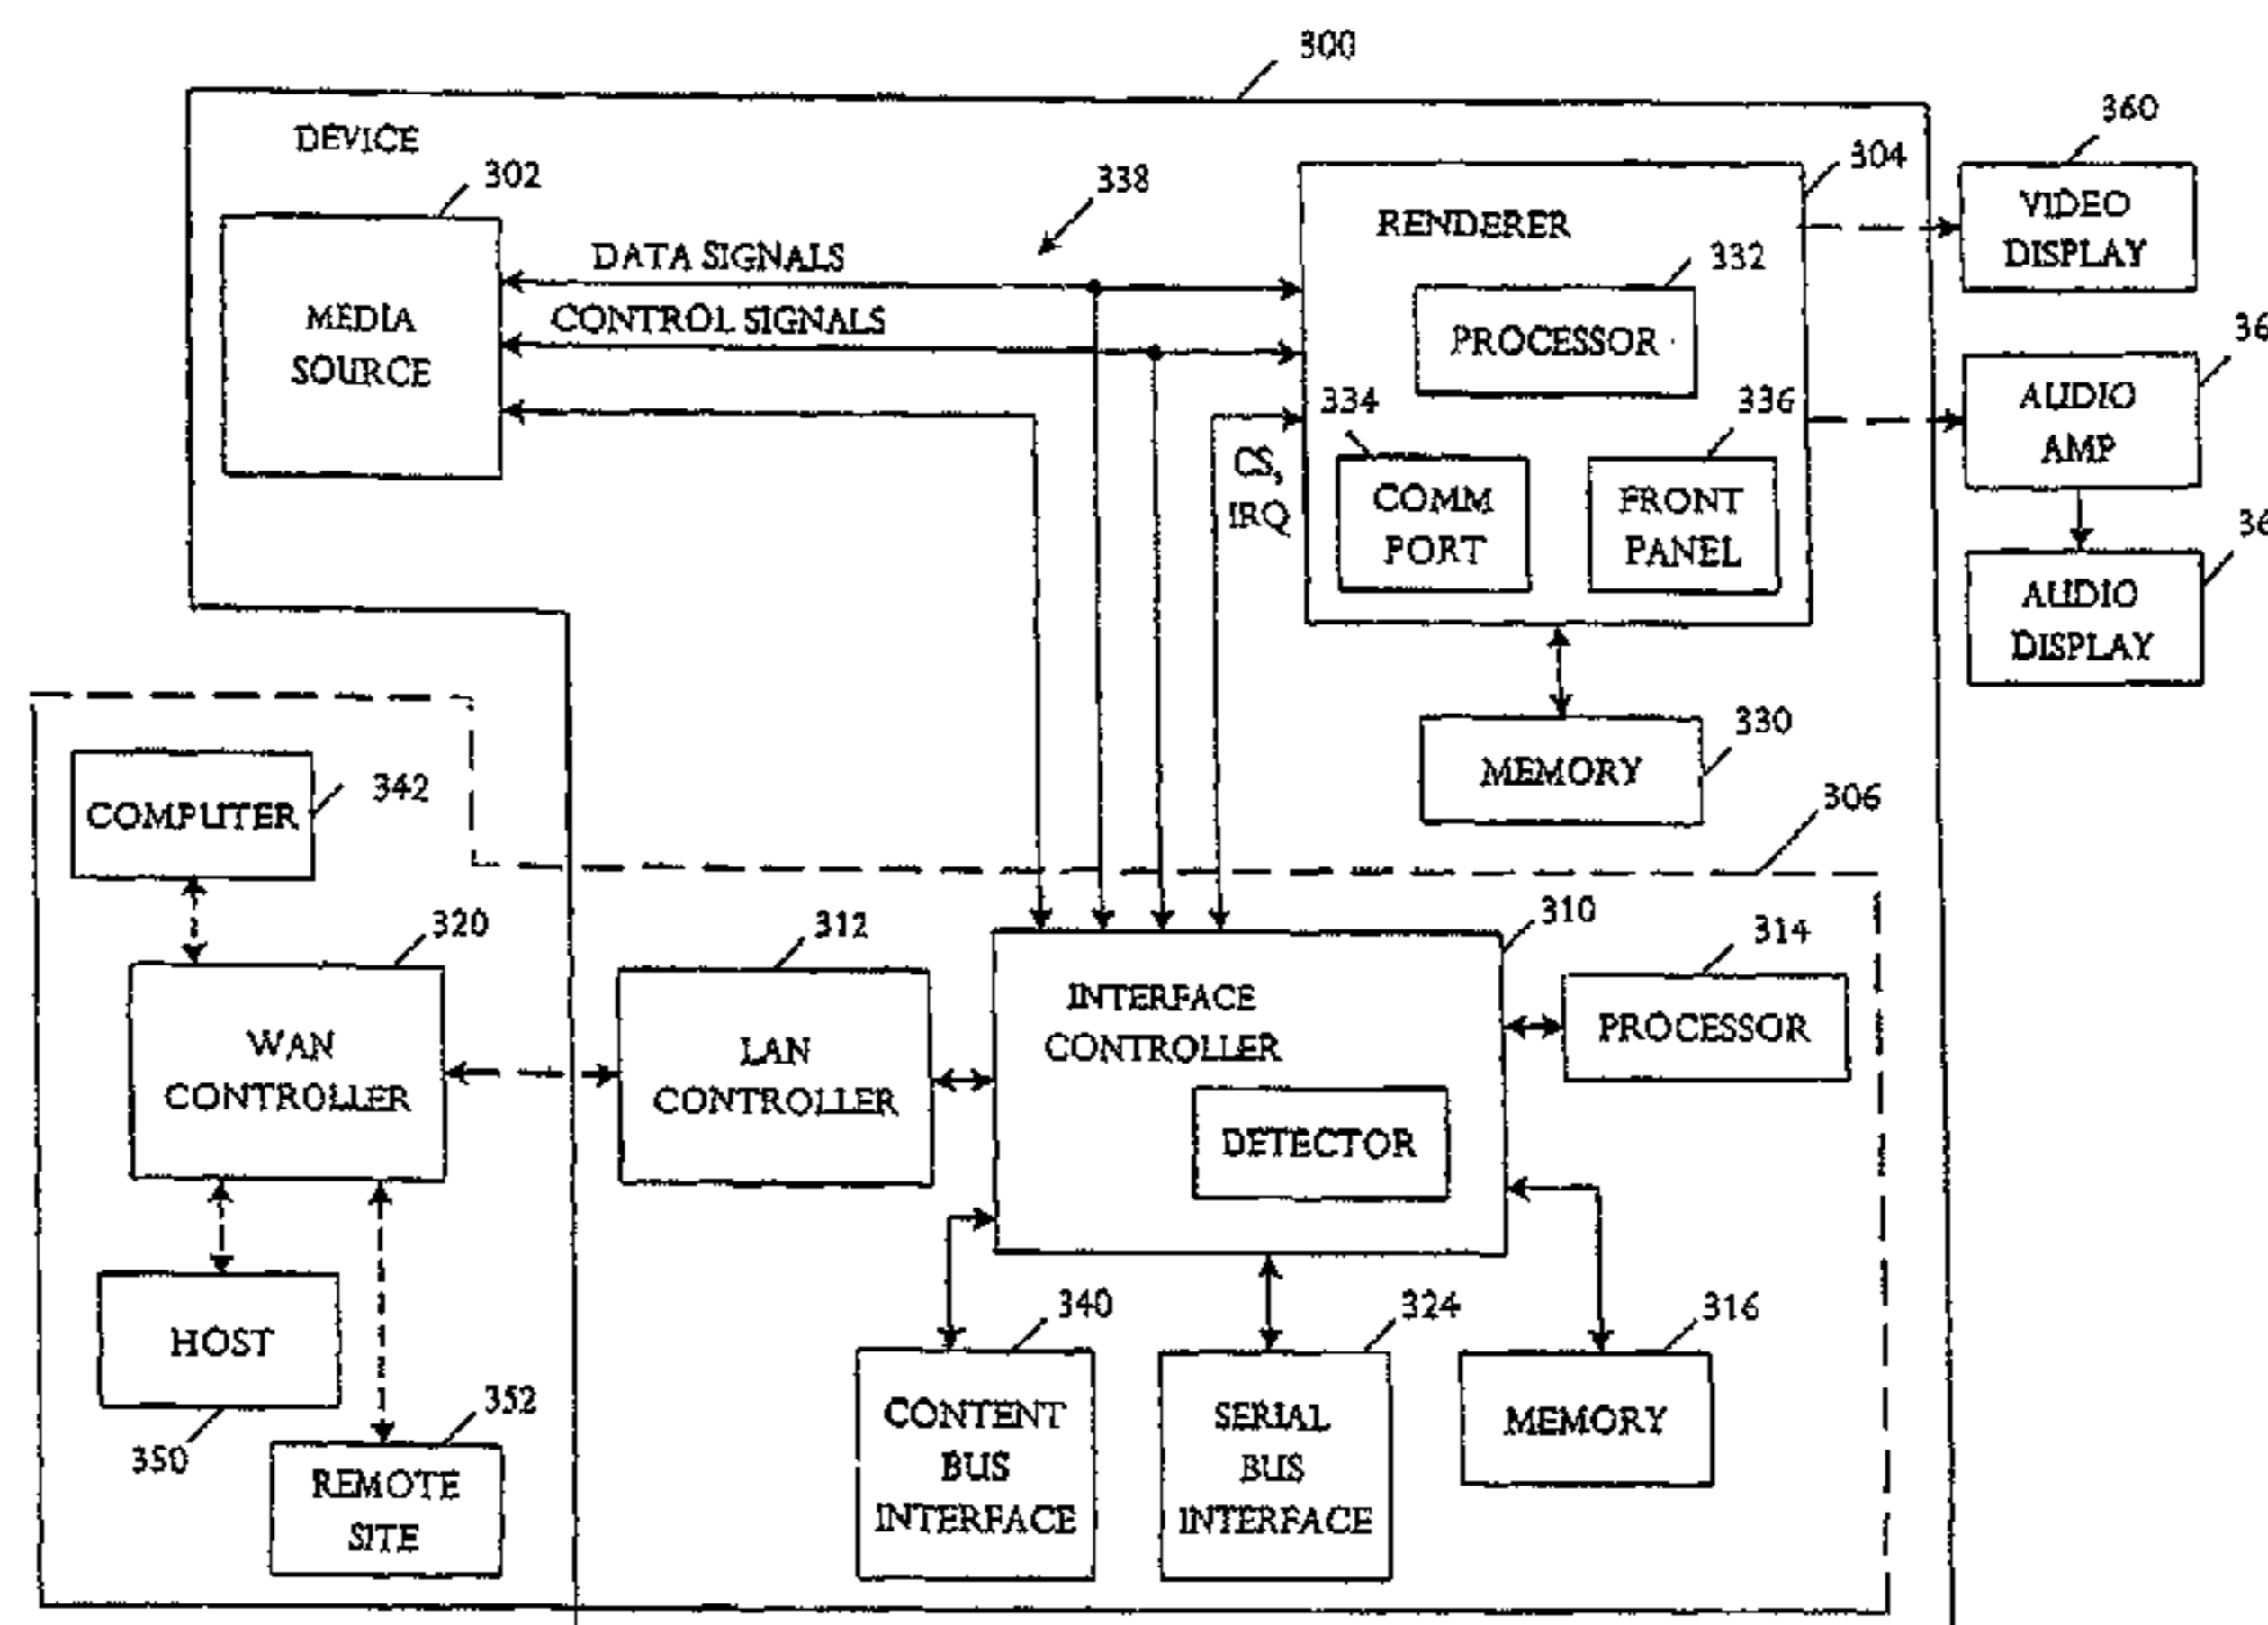 300
DEVICE
302
338
304
360
MEDIA
SOURCE
DATA SIGNALS
CONTROL SIGNALS
RENDERER
332
PROCESSOR
334
336
CS,
IRQ
COMM
PORT
FRONT
PANEL
VIDEO
DISPLAY
36
AUDIO
AMP
36
AUDIO
DISPLAY
330
MEMORY
306
COMPUTER
342
320
312
310
314
WAN
CONTROLLER
LAN
CONTROLLER
INTERFACE
CONTROLLER
DETECTOR
PROCESSOR
HOST
350
352
REMOTE
SITE
340
324
316
CONTENT
BUS
INTERFACE
SERIAL
BUS
INTERFACE
MEMORY